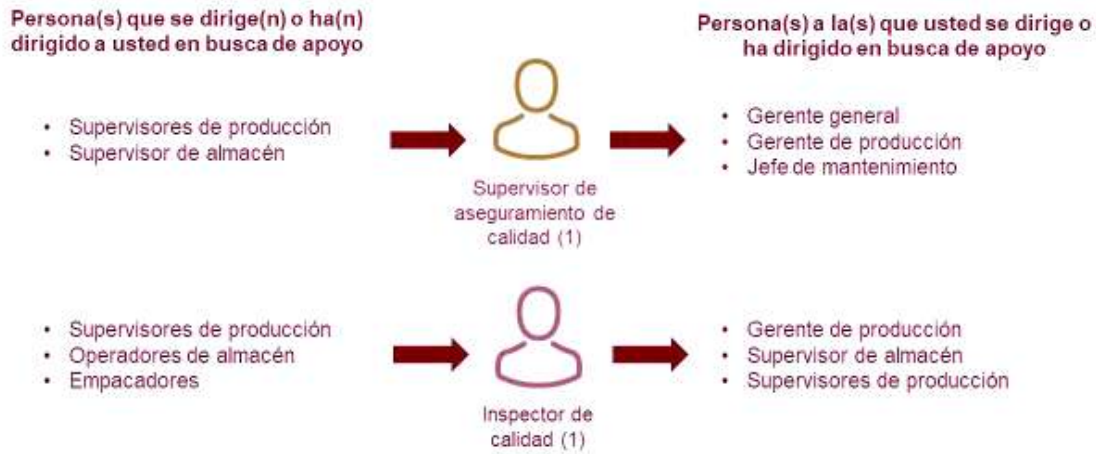 Persona(s) que se dirige(n) o ha(n)
dirigido a usted en busca de apoyo
Persona(s) a la(s) que usted se dirige o
ha dirigido en busca de apoyo
• Supervisores de producción
• Supervisor de almacén
Supervisor de
aseguramiento de
calidad (1)
• Gerente general
• Gerente de producción
• Jefe de mantenimiento
• Supervisores de producción
• Operadores de almacén
• Empacadores
Inspector de
calidad (1)
• Gerente de producción
• Supervisor de almacén
• Supervisores de producción